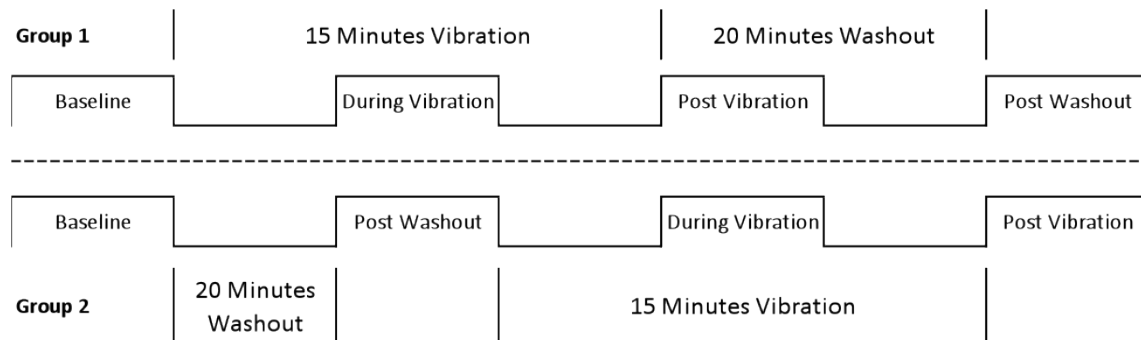 Group 1 15 Minutes Vibration 20 Minutes Washout
Baseline During Vibration Post Vibration Post Washout
Baseline Post Washout During Vibration Post Vibration
Group 2 20 Minutes Washout 15 Minutes Vibration